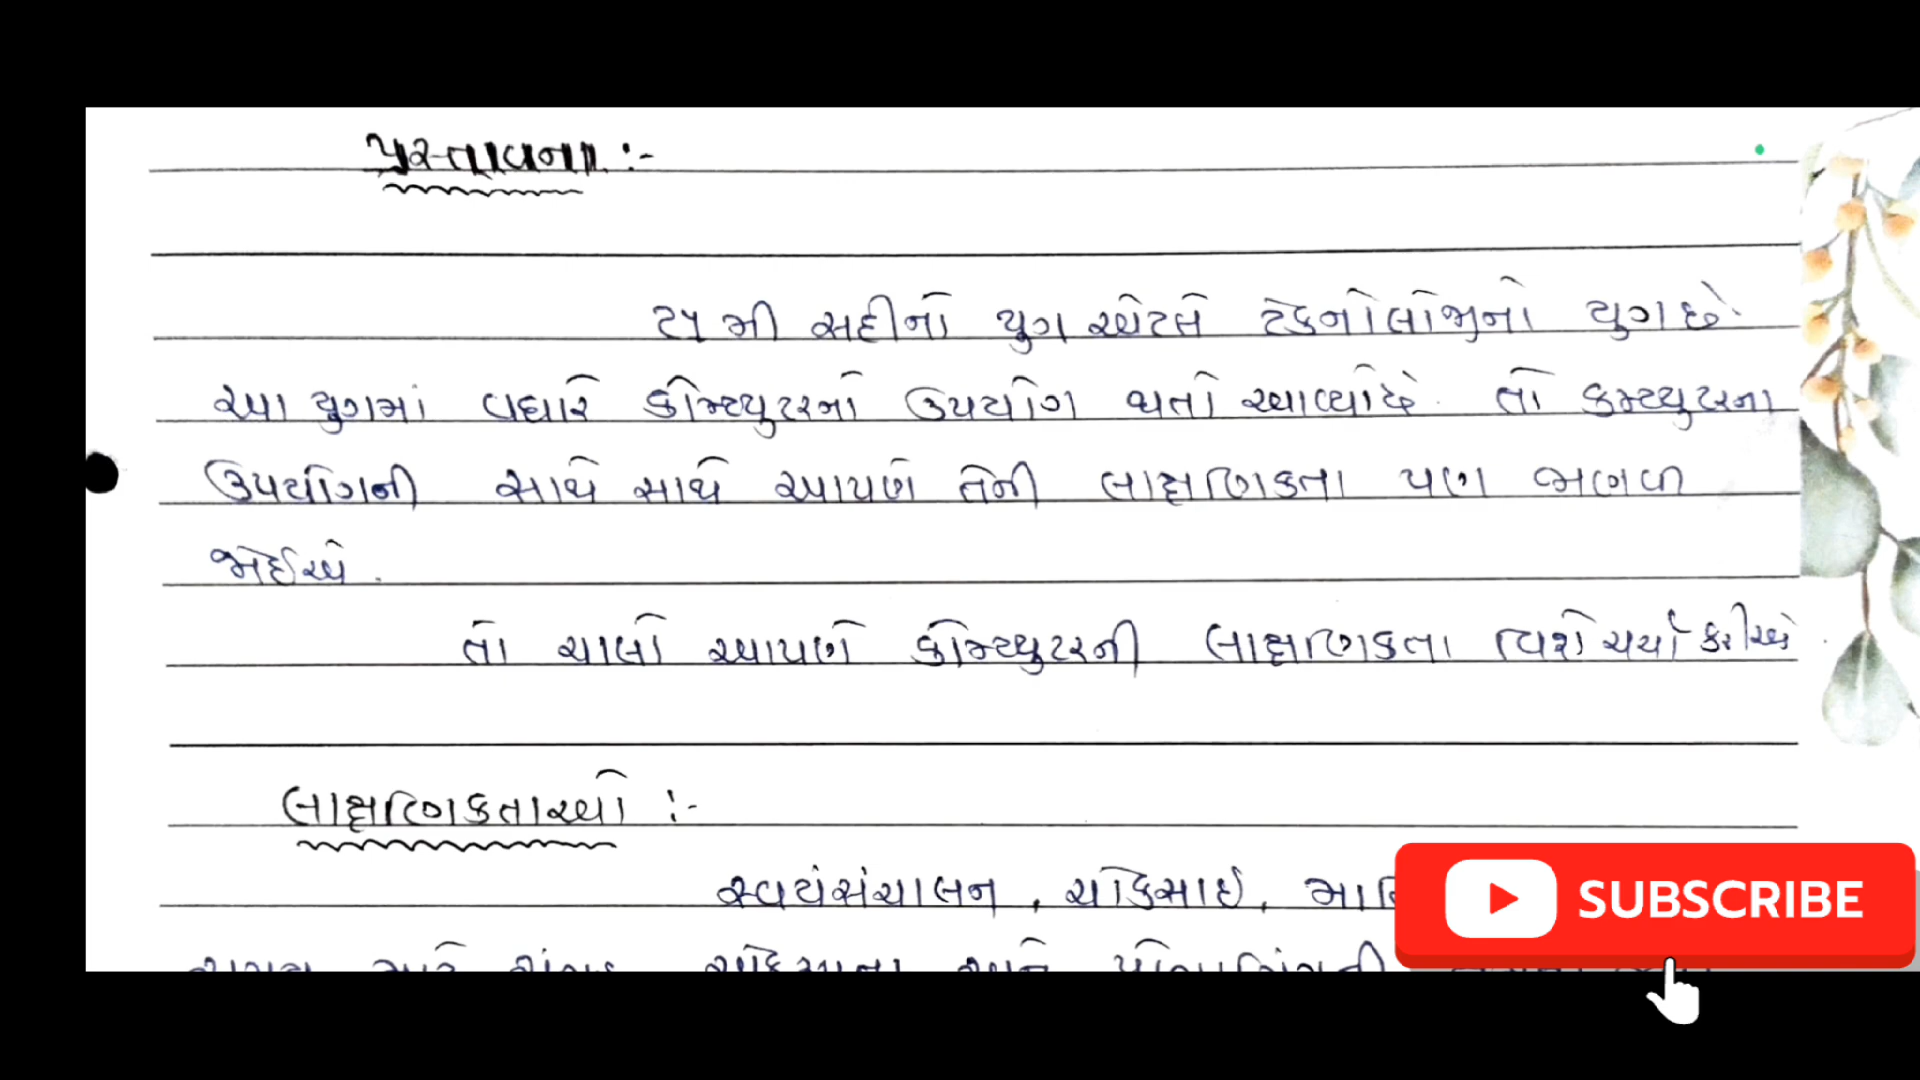 પ્રસ્તાવના :-
૨૧ મી સદીનો યુગ એટલે ટેકનોલોજીનો યુગ છે.
આ યુગમાં વધારે કોમ્પ્યુટરનો ઉપયોગ થતો આવ્યો છે. તો કમ્પ્યુટરના
ઉપયોગની સાથે સાથે આપણે તેની લાક્ષણિકતા પણ
જોઈએ.
તો ચાલો આપણે કોમ્પ્યુટરની લાક્ષણિકતા વિશે ચર્ચા કરીએ.
લાક્ષણિકતાઓ :-
સ્વયંસંચાલન, ચોકસાઇ,
SUBSCRIBE